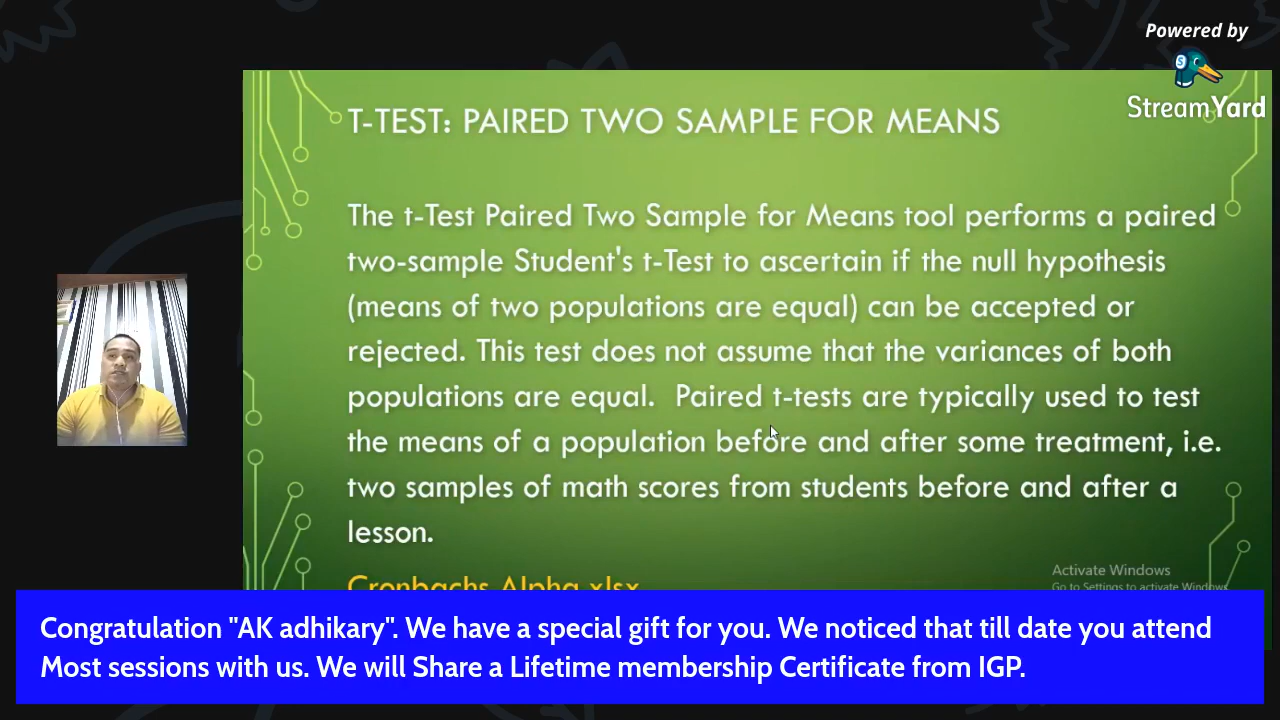 Powered by
StreamYard
T-TEST: PAIRED TWO SAMPLE FOR MEANS
The t-Test Paired Two Sample for Means tool performs a paired
two-sample Student's t-Test to ascertain if the null hypothesis
(means of two populations are equal) can be accepted or
rejected. This test does not assume that the variances of both
populations are equal.  Paired t-tests are typically used to test
the means of a population before and after some treatment, i.e.
two samples of math scores from students before and after a
lesson.
Cronbachs Alpha.xlsx
Activate Windows
Go to Settings to activate Windows.
Congratulation "AK adhikary". We have a special gift for you. We noticed that till date you attend
Most sessions with us. We will Share a Lifetime membership Certificate from IGP.